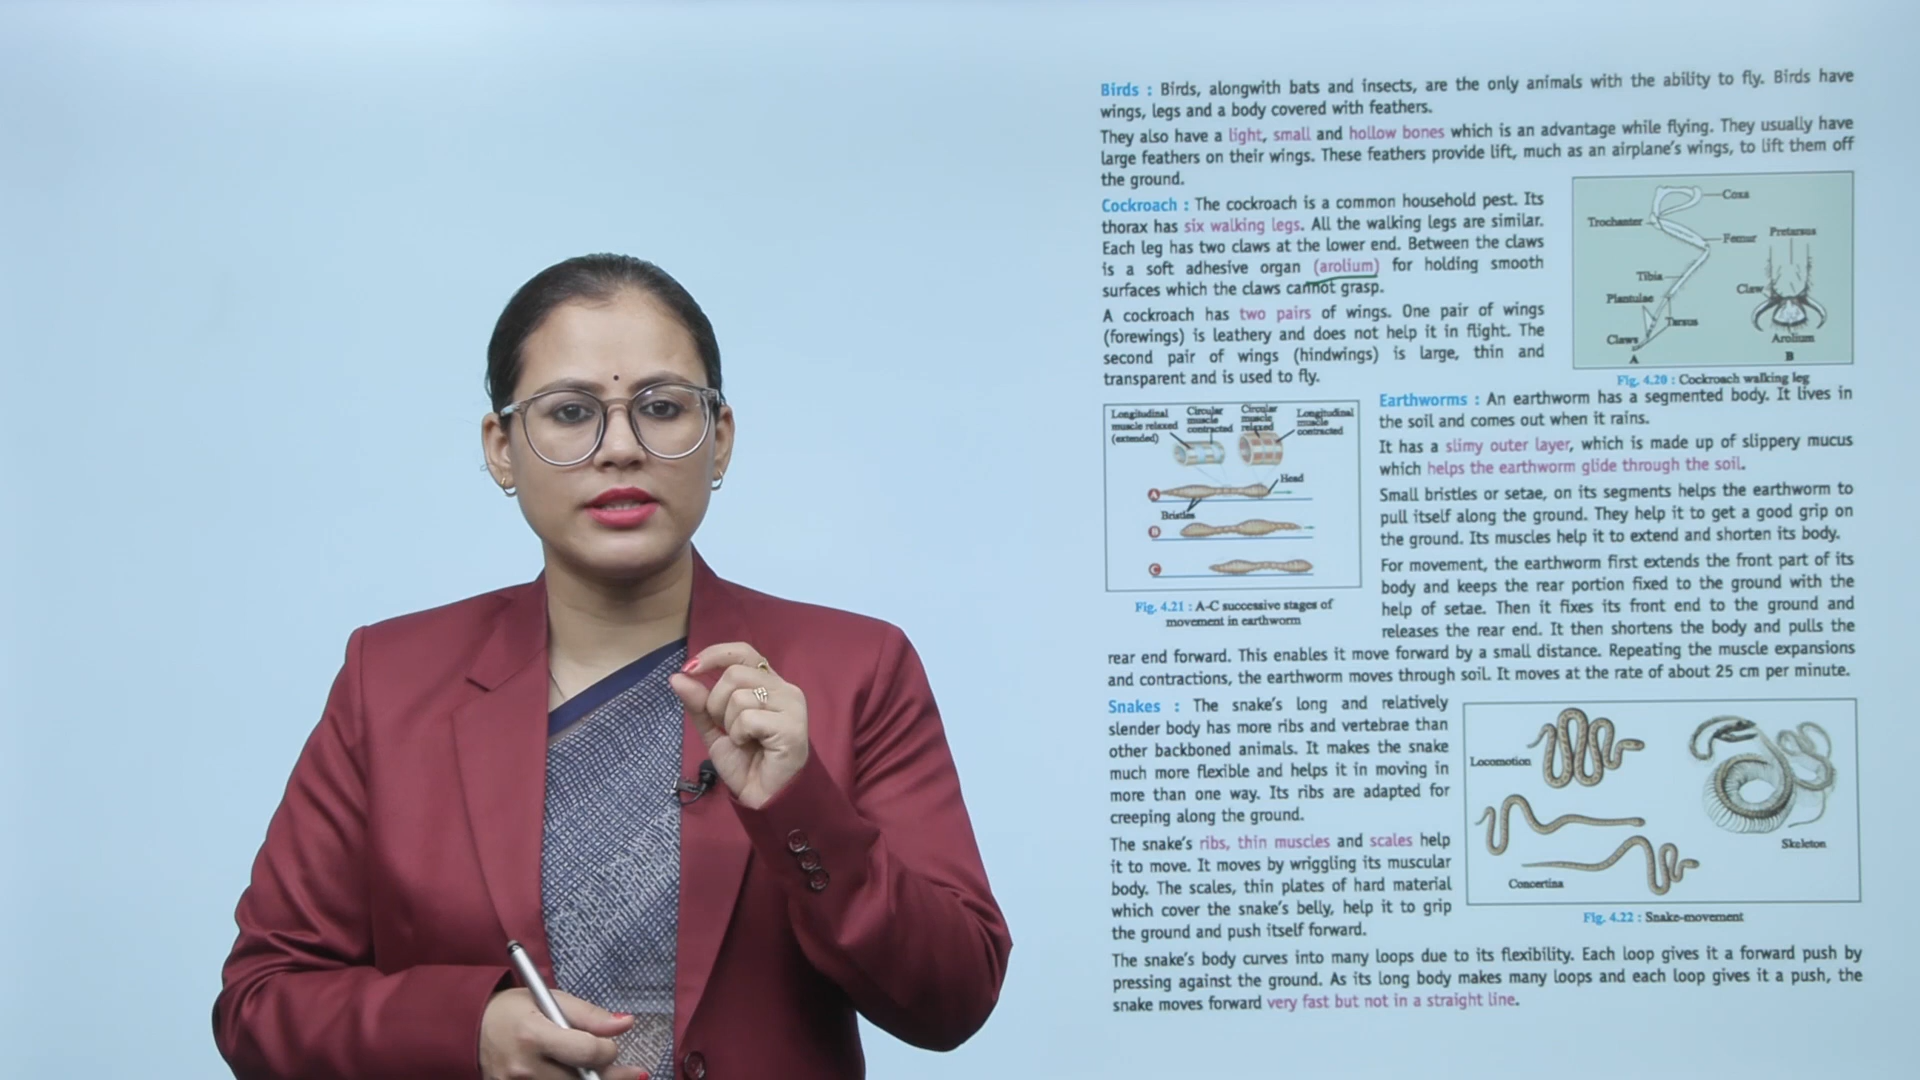 Birds : Birds, alongwith bats and insects, are the only animals with the ability to fly. Birds have
wings, legs and a body covered with feathers.
They also have a light, small and hollow bones which is an advantage while flying. They usually have
large feathers on their wings. These feathers provide lift, much as an airplane's wings, to lift them off
the ground.
Cockroach : The cockroach is a common household pest. Its
thorax has six walking legs. All the walking legs are similar.
Each leg has two claws at the lower end. Between the claws
is a soft adhesive organ (arolium) for holding smooth
surfaces which the claws cannot grasp.
A cockroach has two pairs of wings. One pair of wings
(forewings) is leathery and does not help it in flight. The
second pair of wings (hindwings) is large, thin and
transparent and is used to fly.
Coxa
Trochanter
Femur
Pretarsus
Tibia
Plantulae
Claw
Tarsus
Claws
Arolium
A
B
Fig. 4.20 : Cockroach walking leg
Longitudinal
muscle relaxed
(extended)
Circular
muscle
contracted
Circular
muscle
relaxed
Longitudinal
muscle
contracted
Head
A
Bristles
B
C
Fig. 4.21 : A-C successive stages of
movement in earthworm
Earthworms : An earthworm has a segmented body. It lives in
the soil and comes out when it rains.
It has a slimy outer layer, which is made up of slippery mucus
which helps the earthworm glide through the soil.
Small bristles or setae, on its segments helps the earthworm to
pull itself along the ground. They help it to get a good grip on
the ground. Its muscles help it to extend and shorten its body.
For movement, the earthworm first extends the front part of its
body and keeps the rear portion fixed to the ground with the
help of setae. Then it fixes its front end to the ground and
releases the rear end. It then shortens the body and pulls the
rear end forward. This enables it move forward by a small distance. Repeating the muscle expansions
and contractions, the earthworm moves through soil. It moves at the rate of about 25 cm per minute.
Snakes : The snake's long and relatively
slender body has more ribs and vertebrae than
other backboned animals. It makes the snake
much more flexible and helps it in moving in
more than one way. Its ribs are adapted for
creeping along the ground.
The snake's ribs, thin muscles and scales help
it to move. It moves by wriggling its muscular
body. The scales, thin plates of hard material
which cover the snake's belly, help it to grip
the ground and push itself forward.
Locomotion
Skeleton
Concertina
Fig. 4.22 : Snake-movement
The snake's body curves into many loops due to its flexibility. Each loop gives it a forward push by
pressing against the ground. As its long body makes many loops and each loop gives it a push, the
snake moves forward very fast but not in a straight line.